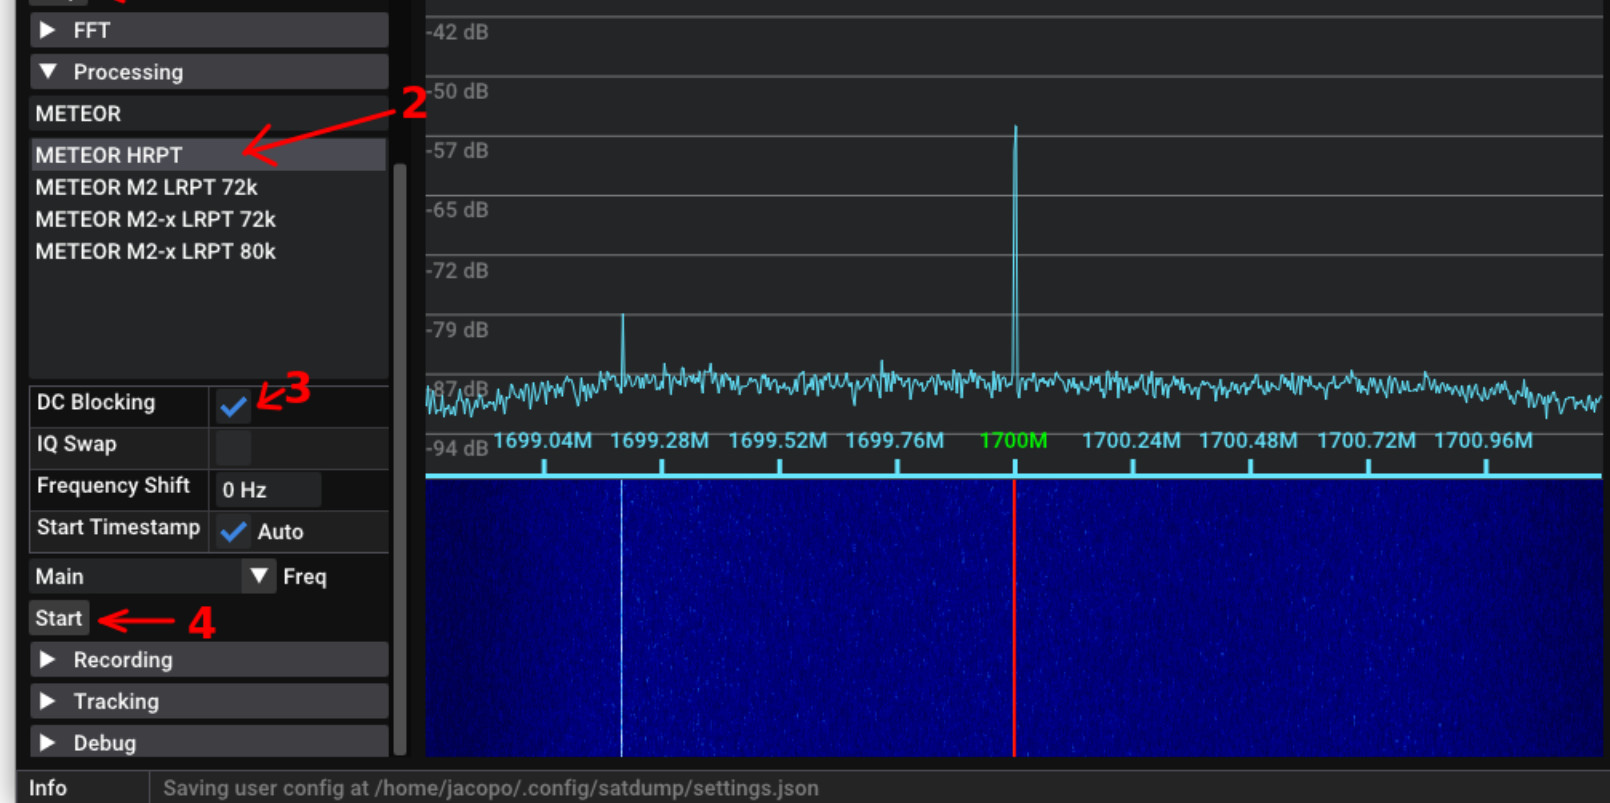 FFT
Processing
METEOR
2
METEOR HRPT
METEOR M2 LRPT 72k
METEOR M2-x LRPT 72k
METEOR M2-x LRPT 80k
DC Blocking
3
IQ Swap
Frequency Shift 0 Hz
Start Timestamp Auto
Main Freq
Start 4
Recording
Tracking
Debug
-42 dB
-50 dB
-57 dB
-65 dB
-72 dB
-79 dB
-87 dB
-94 dB
1699.04M 1699.28M 1699.52M 1699.76M 1700M 1700.24M 1700.48M 1700.72M 1700.96M
Info Saving user config at /home/jacopo/.config/satdump/settings.json